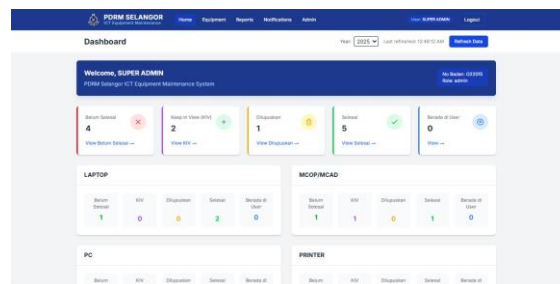 PDRM SELANGOR
ICT Equipment Maintenance
Home Equipment Reports Notifications Admin
User: SUPER ADMIN
Logout
Dashboard
Year: 2025
Last refreshed: 12:40:12 AM
Refresh Data
Welcome, SUPER ADMIN
PDRM Selangor ICT Equipment Maintenance System
Role: admin
Belum Selesai
4
View Belum Selesai →
Keep In View (KIV)
2
View KIV →
Dilupuskan
1
View Dilupuskan →
Selesai
5
View Selesai →
Berada di User
0
View →
LAPTOP
Belum Selesai KIV Dilupuskan Selesai Berada di User
1 0 0 2 0
MCOP/MCAD
Belum Selesai KIV Dilupuskan Selesai Berada di User
1 1 0 1 0
PC
Belum KIV Dilupuskan Selesai Berada di
PRINTER
Belum KIV Dilupuskan Selesai Berada di